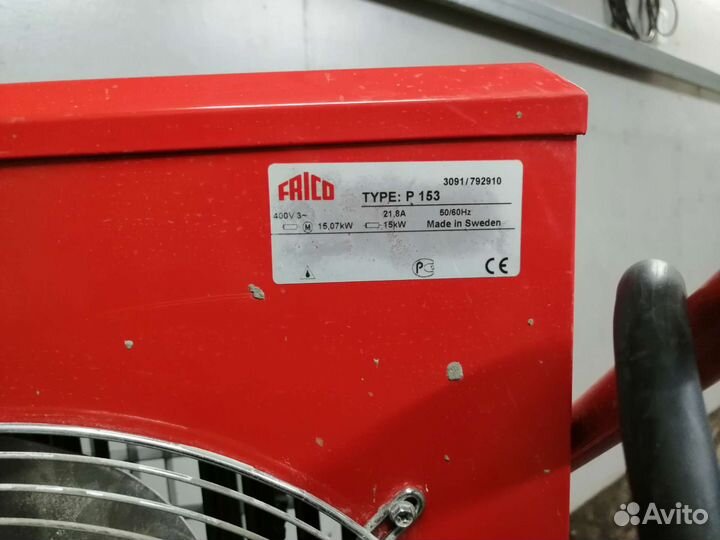 3091/792910
FRICO TYPE: P 153
400V 3~ 21,8A 50/60Hz
M 15,07kW 15kW Made in Sweden
P CE
Avito